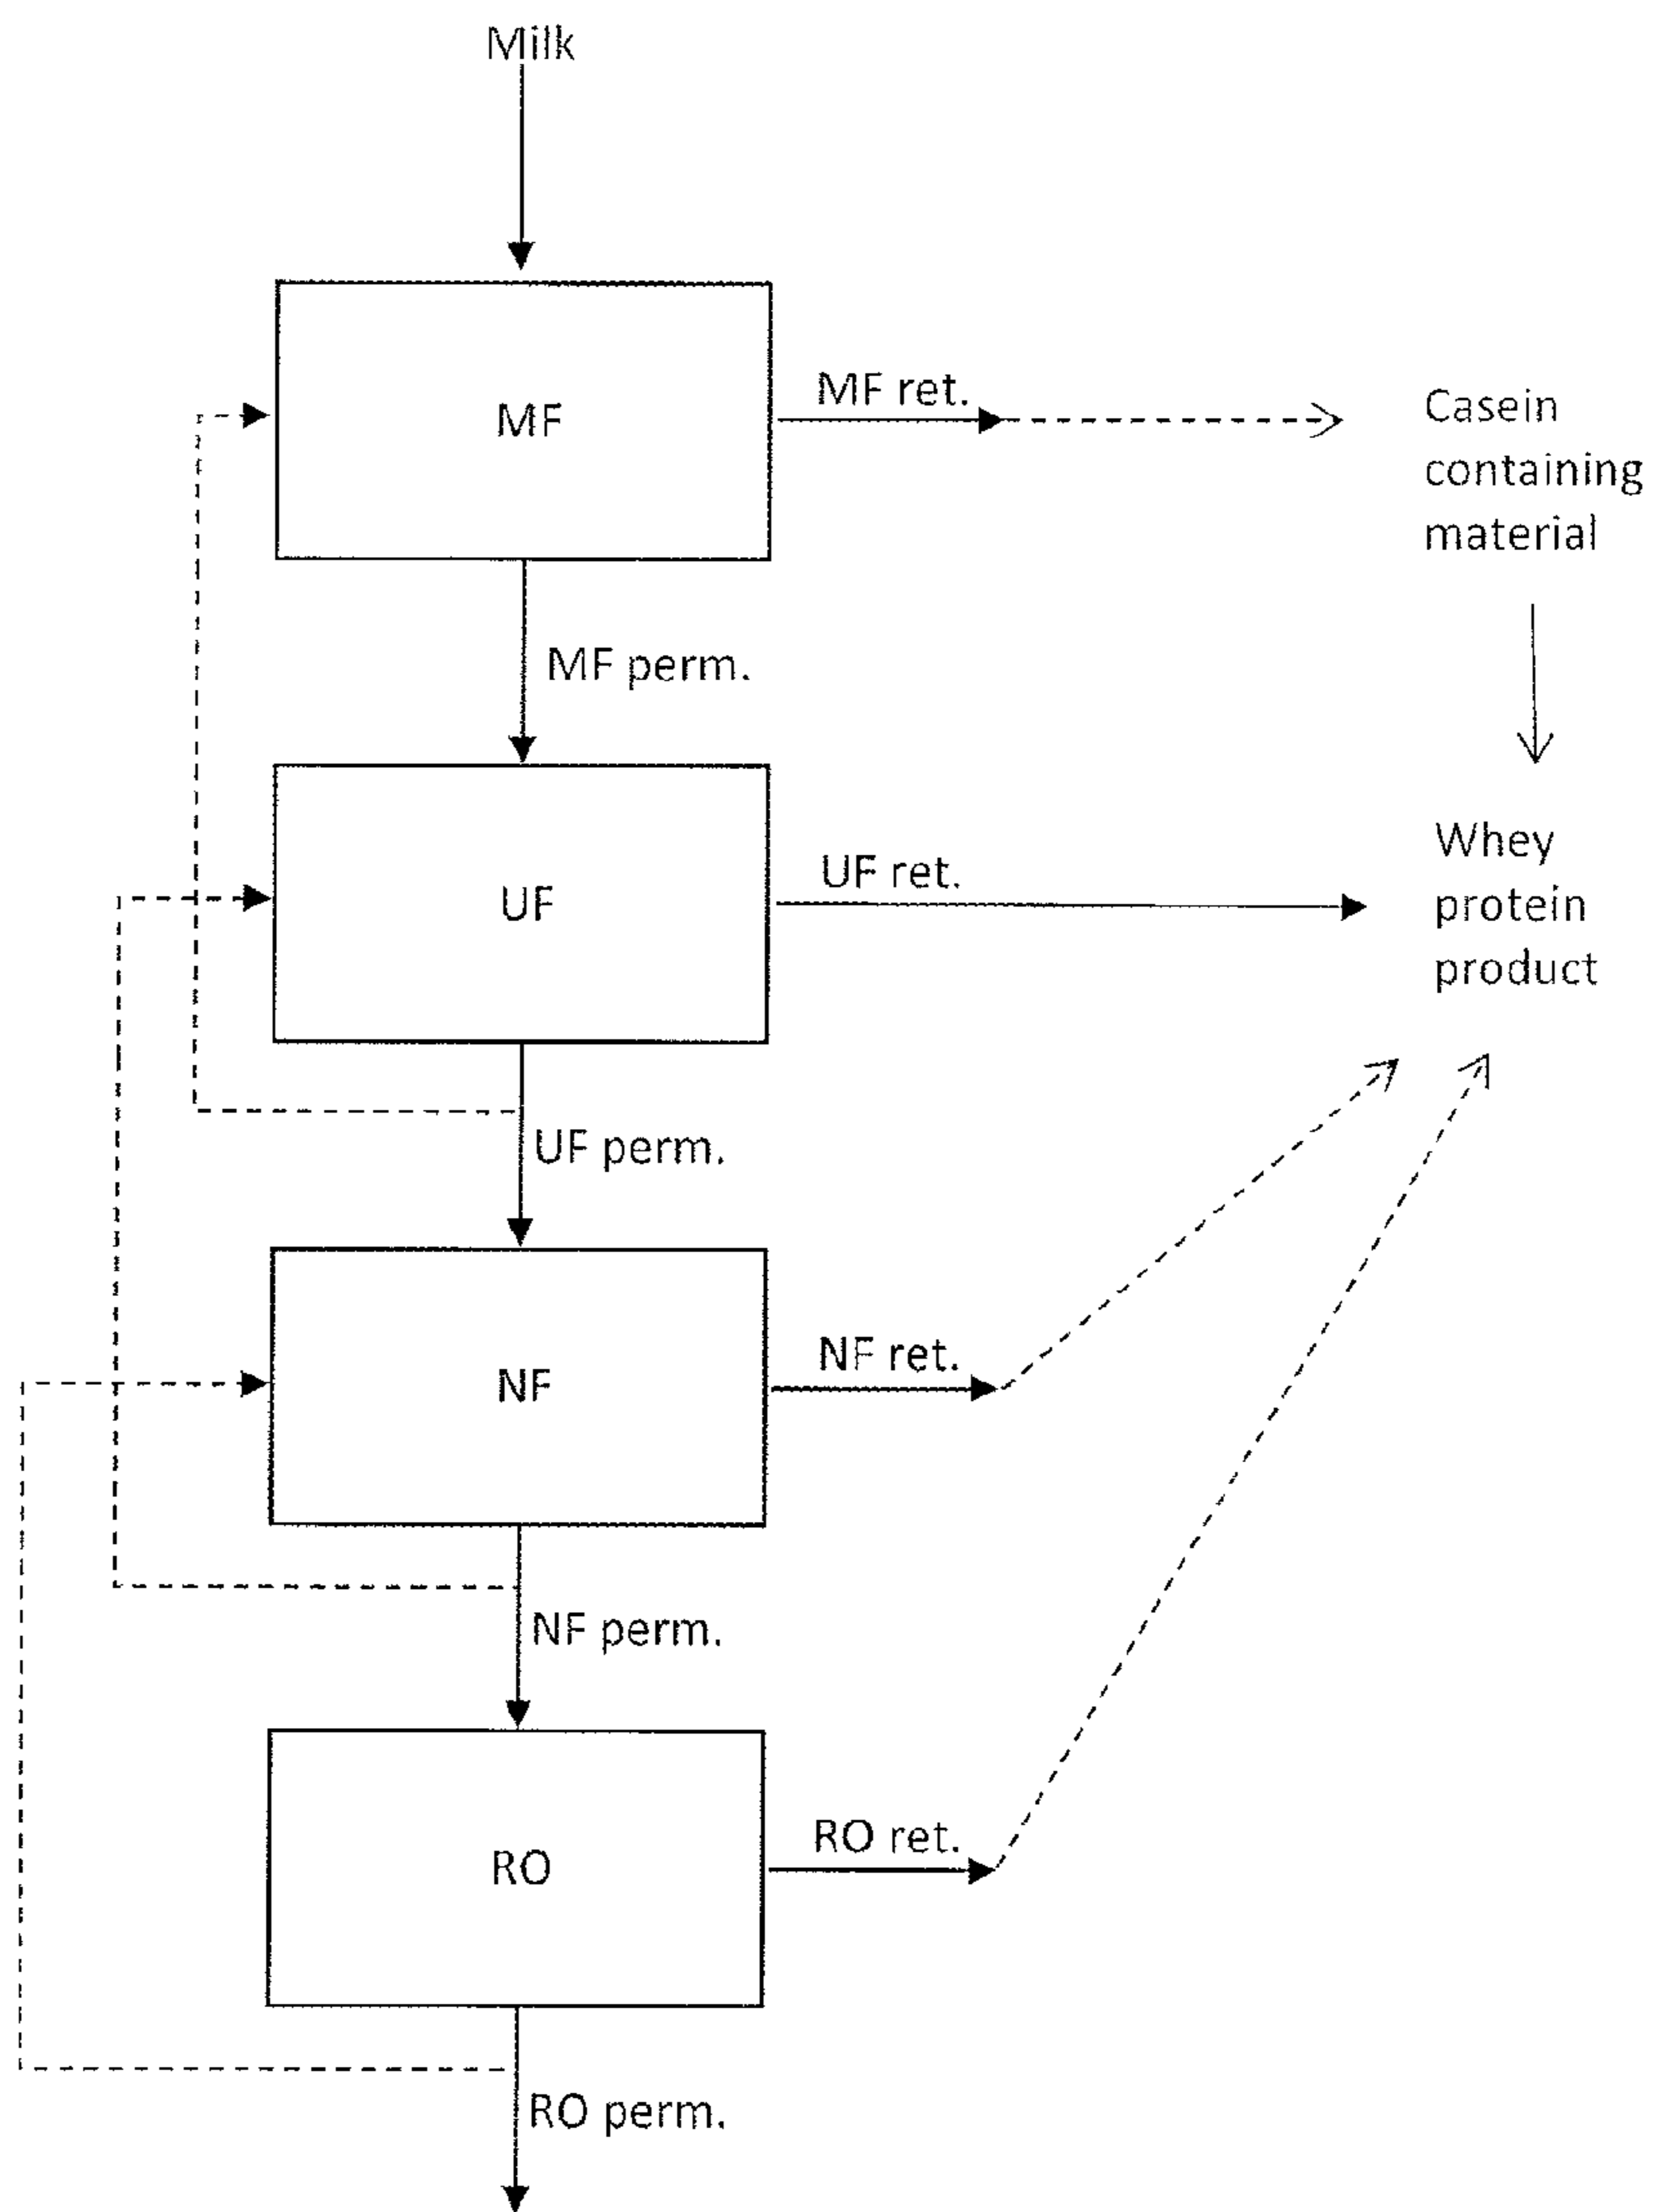 Milk
MF
MF ret.
Casein
containing
material
MF perm.
UF
UF ret.
Whey
protein
product
UF perm.
NF
NF ret.
NF perm.
RO
RO ret.
RO perm.